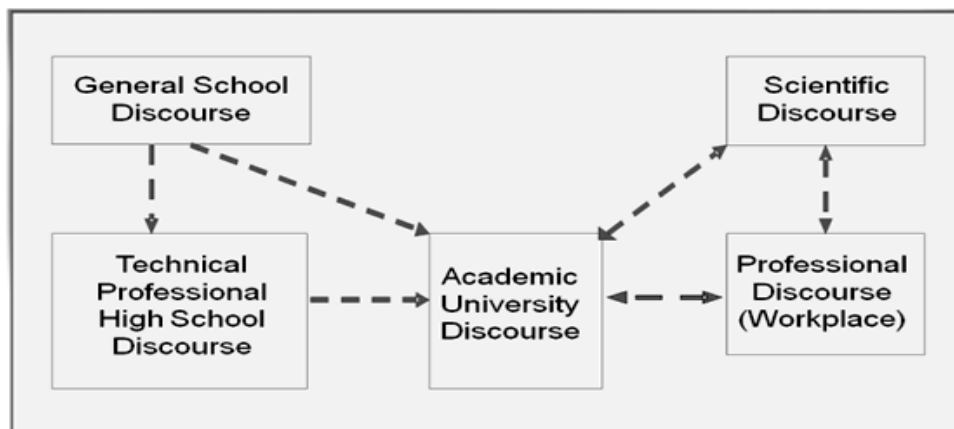 General School
Discourse
Scientific
Discourse
Technical
Professional
High School
Discourse
Academic
University
Discourse
Professional
Discourse
(Workplace)